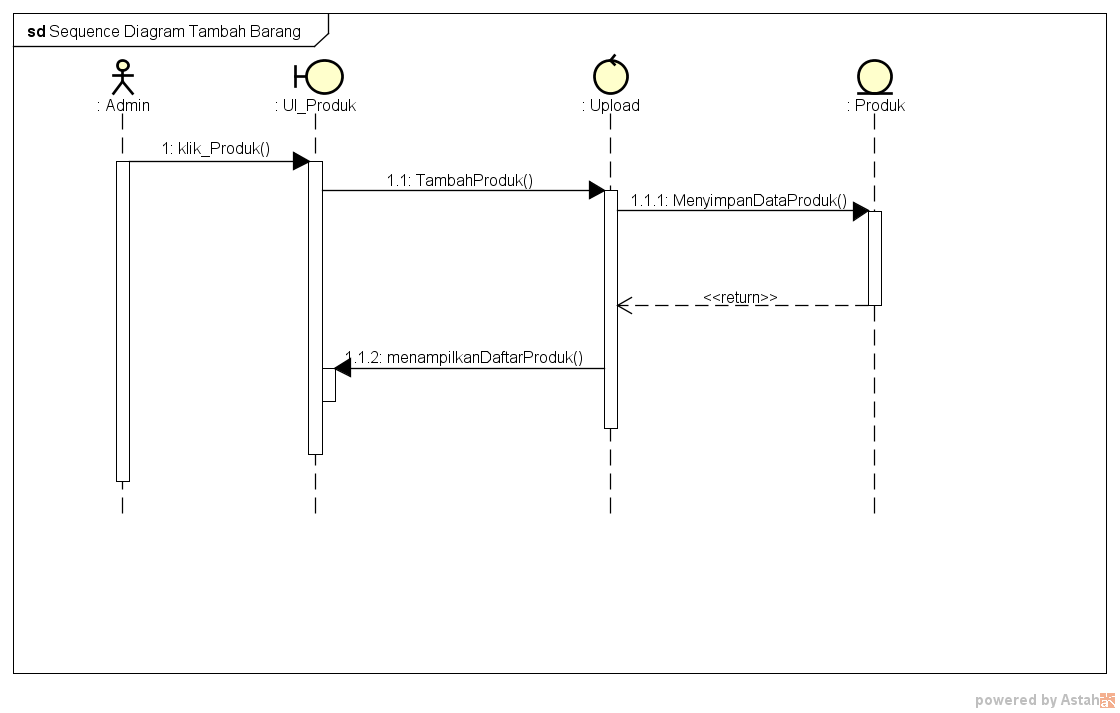 sd Sequence Diagram Tambah Barang
: Admin
: UI_Produk
: Upload
: Produk
1: klik_Produk()
1.1: TambahProduk()
1.1.1: MenyimpanDataProduk()
<<return>>
1.1.2: menampilkanDaftarProduk()
powered by Astah